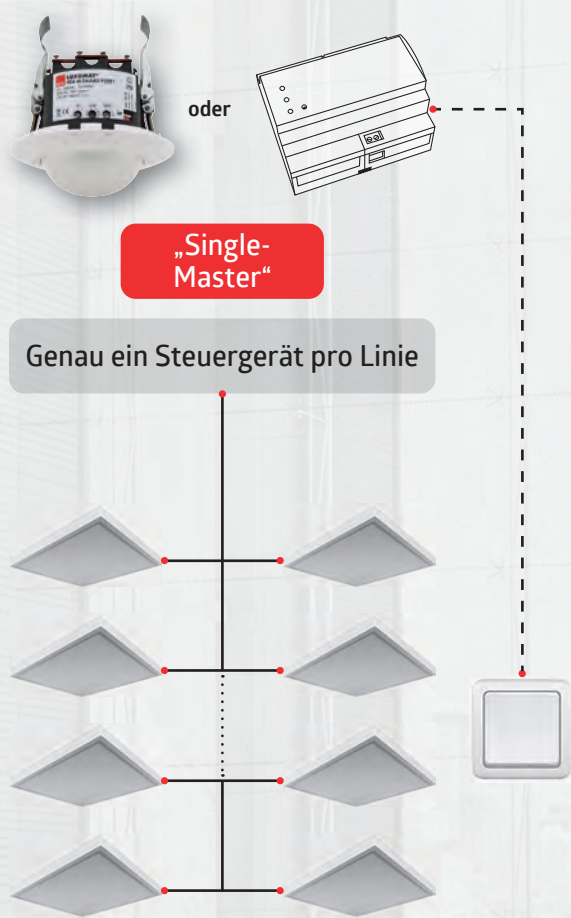 oder
„Single-
Master“
Genau ein Steuergerät pro Linie